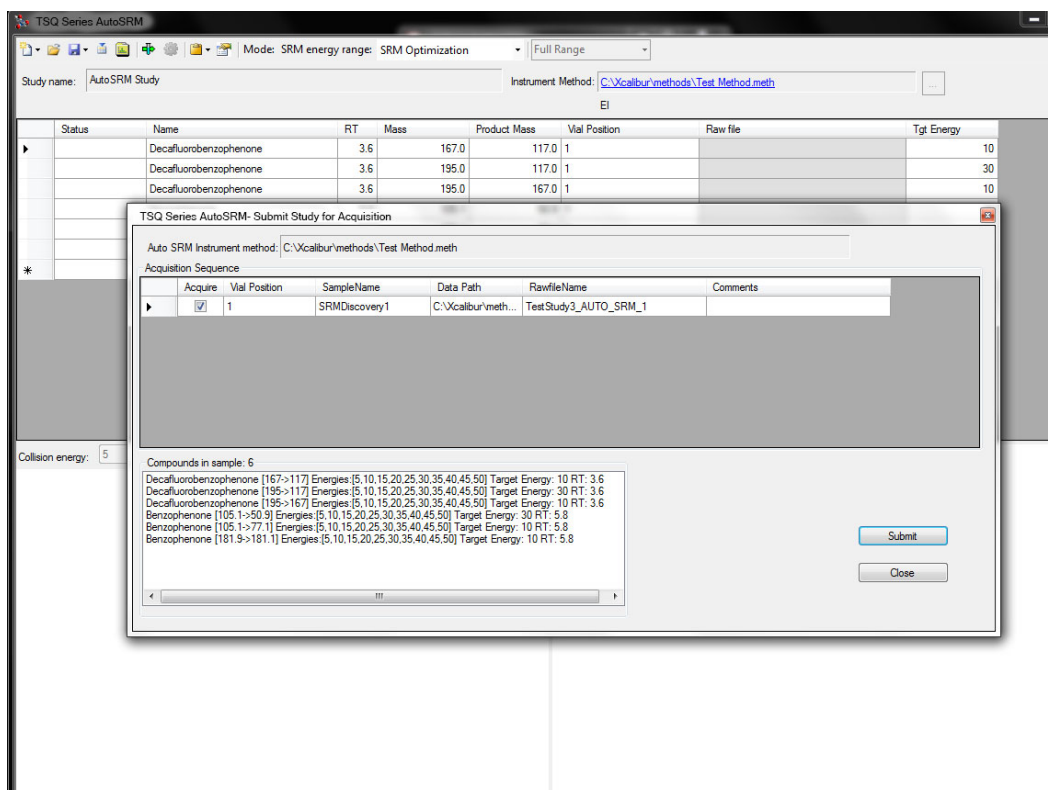 TSQ Series AutoSRM
Mode: SRM energy range: SRM Optimization Full Range
Study name: AutoSRM Study Instrument Method: C:\Xcalibur\methods\Test Method.meth ...
EI
Status Name RT Mass Product Mass Vial Position Raw file Tgt Energy
Decafluorobenzophenone 3.6 167.0 117.0 1 10
Decafluorobenzophenone 3.6 195.0 117.0 1 30
Decafluorobenzophenone 3.6 195.0 167.0 1 10
TSQ Series AutoSRM- Submit Study for Acquisition
Auto SRM Instrument method: C:\Xcalibur\methods\Test Method.meth
Acquisition Sequence
Acquire Vial Position SampleName Data Path RawfileName Comments
1 SRMDiscovery1 C:\Xcalibur\meth... TestStudy3_AUTO_SRM_1
Collision energy: 5
Compounds in sample: 6
Decafluorobenzophenone [167->117] Energies:[5,10,15,20,25,30,35,40,45,50] Target Energy: 10 RT: 3.6
Decafluorobenzophenone [195->117] Energies:[5,10,15,20,25,30,35,40,45,50] Target Energy: 30 RT: 3.6
Decafluorobenzophenone [195->167] Energies:[5,10,15,20,25,30,35,40,45,50] Target Energy: 10 RT: 3.6
Benzophenone [105.1->50.9] Energies:[5,10,15,20,25,30,35,40,45,50] Target Energy: 30 RT: 5.8
Benzophenone [105.1->77.1] Energies:[5,10,15,20,25,30,35,40,45,50] Target Energy: 10 RT: 5.8
Benzophenone [181.9->181.1] Energies:[5,10,15,20,25,30,35,40,45,50] Target Energy: 10 RT: 5.8
Submit
Close